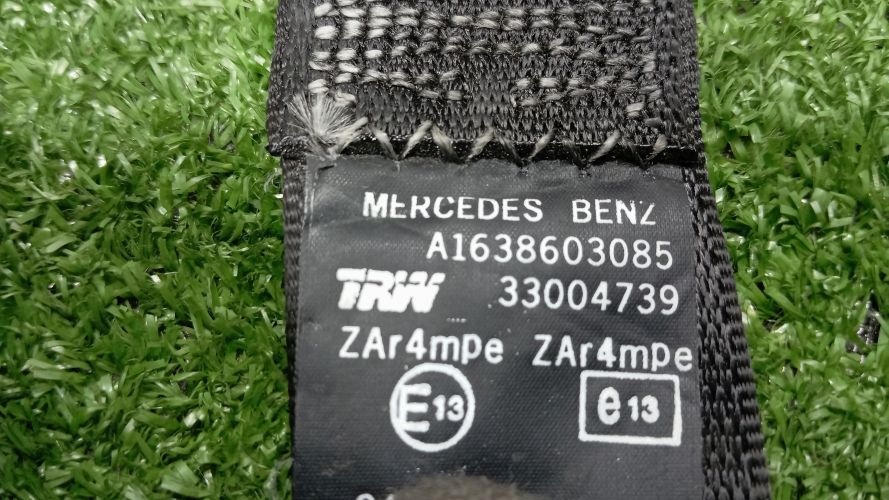 MERCEDES BENZ
A1638603085
TRW 33004739
ZAr4mpe ZAr4mpe
E13 e13